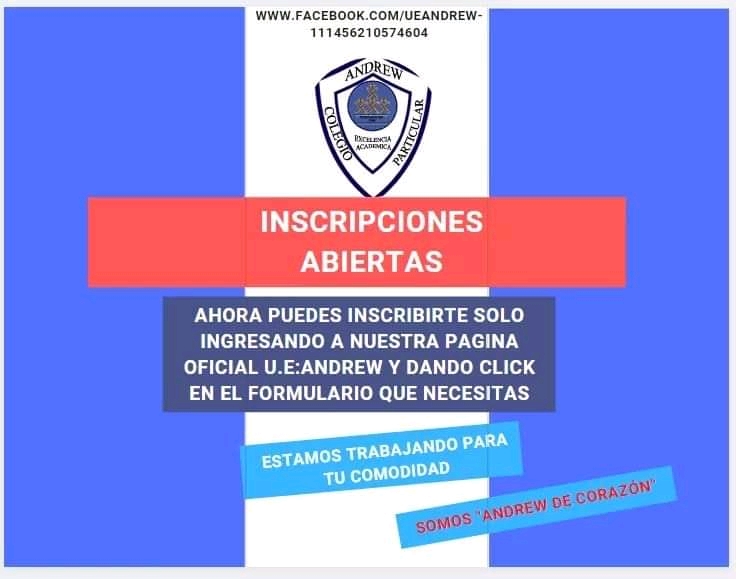 WWW.FACEBOOK.COM/UEANDREW-
111456210574604
ANDREW
COLEGIO
PARTICULAR
EXCELENCIA
ACADEMICA
INSCRIPCIONES
ABIERTAS
AHORA PUEDES INSCRIBIRTE SOLO
INGRESANDO A NUESTRA PAGINA
OFICIAL U.E:ANDREW Y DANDO CLICK
EN EL FORMULARIO QUE NECESITAS
ESTAMOS TRABAJANDO PARA
TU COMODIDAD
SOMOS "ANDREW DE CORAZÓN"